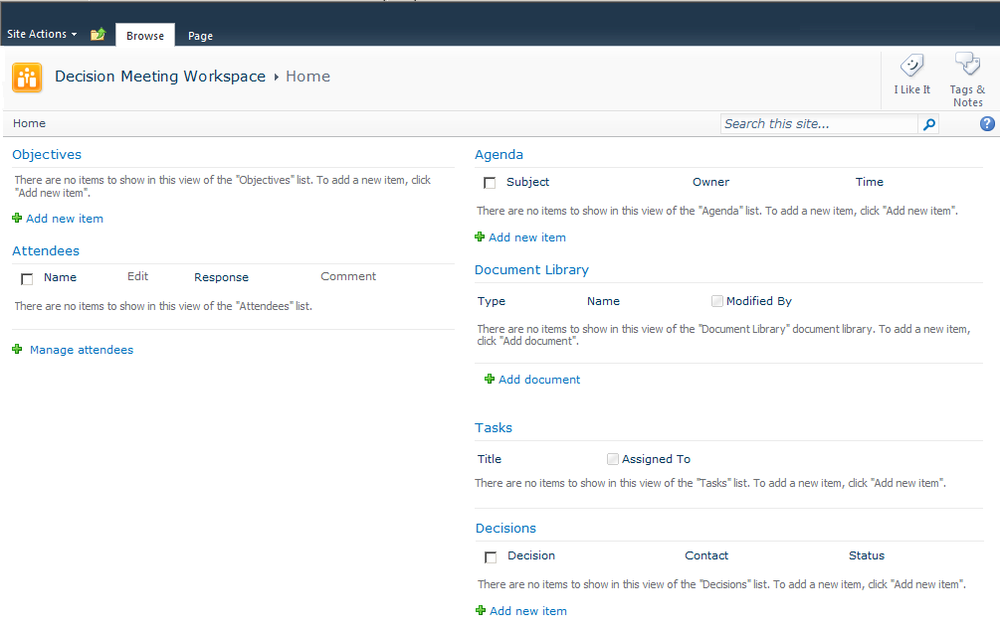 Site Actions
Browse
Page
Decision Meeting Workspace
Home
I Like It
Tags &
Notes
Home
Search this site...
Objectives
There are no items to show in this view of the "Objectives" list. To add a new item, click
"Add new item".
Add new item
Attendees
Name Edit Response Comment
There are no items to show in this view of the "Attendees" list.
Manage attendees
Agenda
Subject Owner Time
There are no items to show in this view of the "Agenda" list. To add a new item, click "Add new item".
Add new item
Document Library
Type Name Modified By
There are no items to show in this view of the "Document Library" document library. To add a new item,
click "Add document".
Add document
Tasks
Title Assigned To
There are no items to show in this view of the "Tasks" list. To add a new item, click "Add new item".
Decisions
Decision Contact Status
There are no items to show in this view of the "Decisions" list. To add a new item, click "Add new item".
Add new item